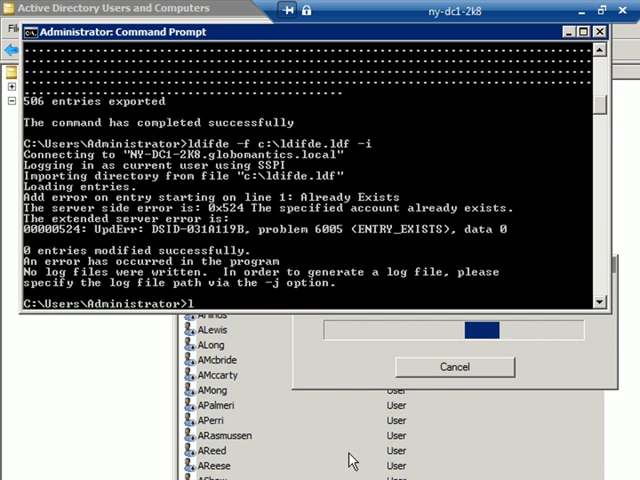 Active Directory Users and Computers
ny-dc1-2k8
Administrator: Command Prompt
506 entries exported
The command has completed successfully
C:\Users\Administrator>ldifde -f c:\ldifde.ldf -i
Connecting to "NY-DC1-2K8.globomantics.local"
Logging in as current user using SSPI
Importing directory from file "c:\ldifde.ldf"
Loading entries.
Add error on entry starting on line 1: Already Exists
The server side error is: 0x524 The specified account already exists.
The extended server error is:
00000524: UpdErr: DSID-031A119B, problem 6005 (ENTRY_EXISTS), data 0
0 entries modified successfully.
An error has occurred in the program
No log files were written.  In order to generate a log file, please
specify the log file path via the -j option.
C:\Users\Administrator>l
ALewis
ALong
AMcbride
Cancel
AMccarty
AMong User
APalmeri User
APerri User
ARasmussen User
AReed User
AReese User